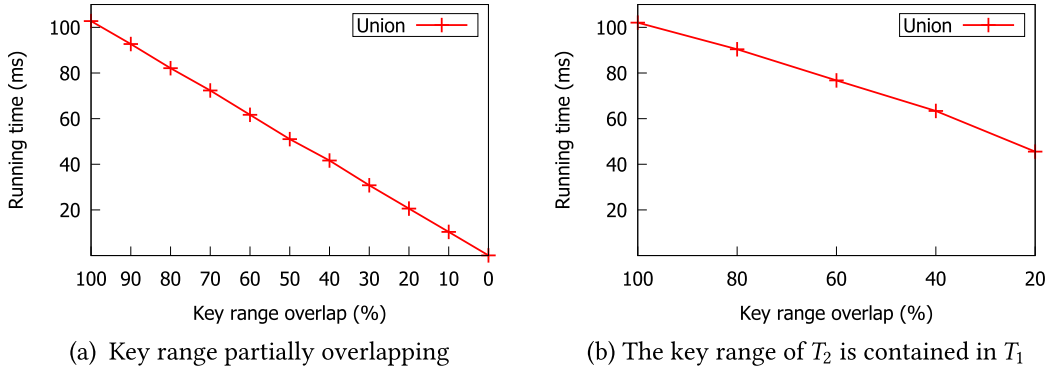 Union
Running time (ms)
100
80
60
40
20
100 90 80 70 60 50 40 30 20 10 0
Key range overlap (%)
(a) Key range partially overlapping
Union
Running time (ms)
100
80
60
40
20
100 80 60 40 20
Key range overlap (%)
(b) The key range of T₂ is contained in T₁